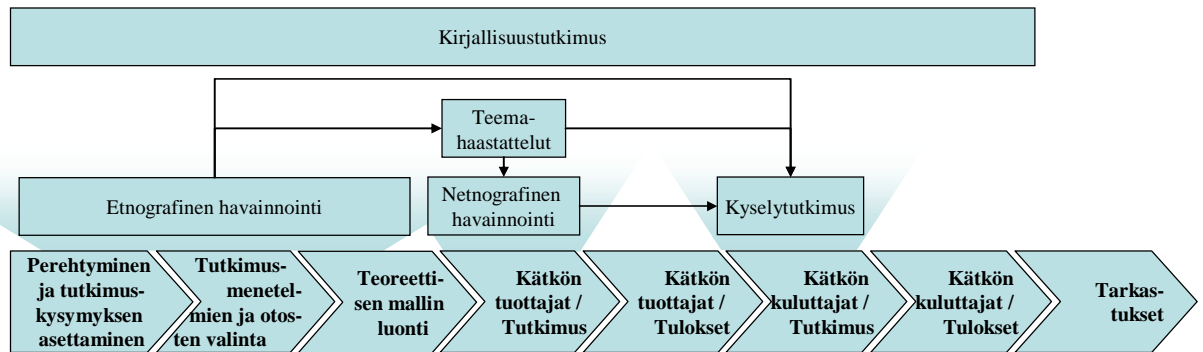 Kirjallisuustutkimus
Teema-
haastattelut
Etnografinen havainnointi
Netnografinen
havainnointi
Kyselytutkimus
Perehtyminen
ja tutkimus-
kysymyksen
asettaminen
Tutkimus-
menetel-
mien ja otos-
ten valinta
Teoreetti-
sen mallin
luonti
Kätkön
tuottajat /
Tutkimus
Kätkön
tuottajat /
Tulokset
Kätkön
kuluttajat /
Tutkimus
Kätkön
kuluttajat /
Tulokset
Tarkas-
tukset